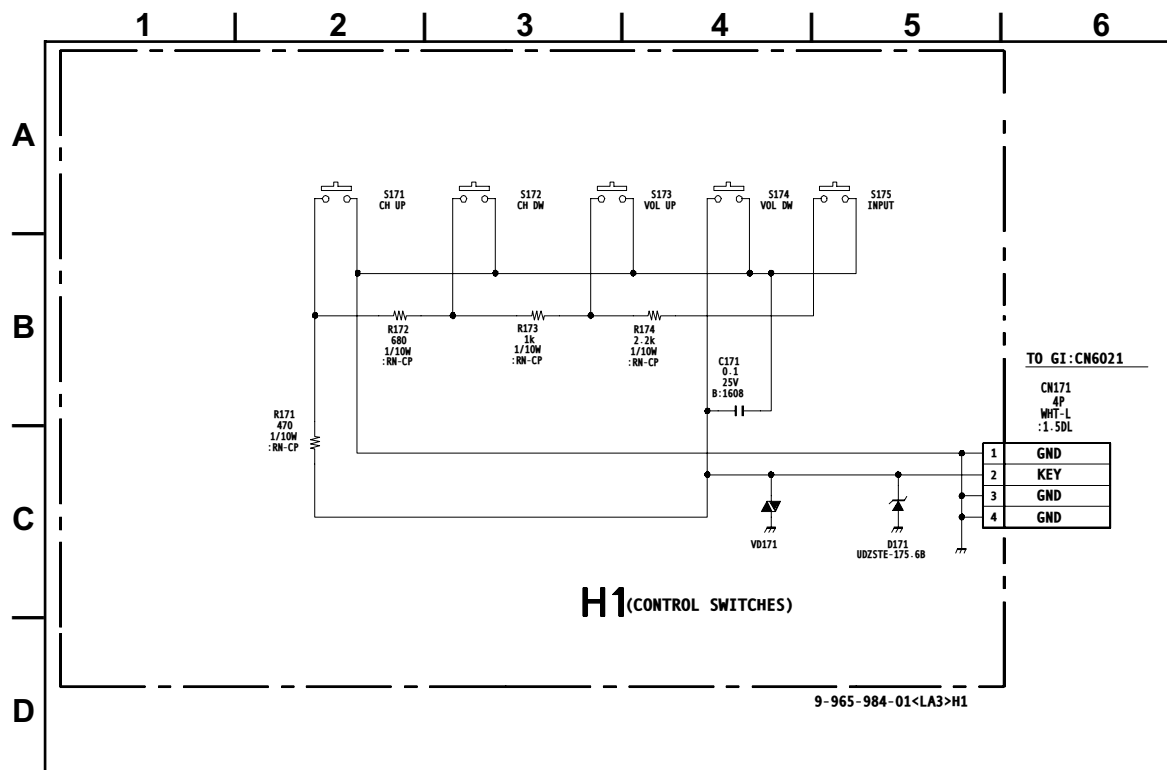 1 2 3 4 5 6
A
B
C
D
S171
CH UP
S172
CH DW
S173
VOL UP
S174
VOL DW
S175
INPUT
R172
680
1/10W
:RN-CP
R173
1k
1/10W
:RN-CP
R174
2.2k
1/10W
:RN-CP
C171
0.1
25V
B:1608
R171
470
1/10W
:RN-CP
TO GI:CN6021
CN171
4P
WHT-L
:1.5DL
1 GND
2 KEY
3 GND
4 GND
VD171
D171
UDZSTE-175.6B
H1(CONTROL SWITCHES)
9-965-984-01<LA3>H1